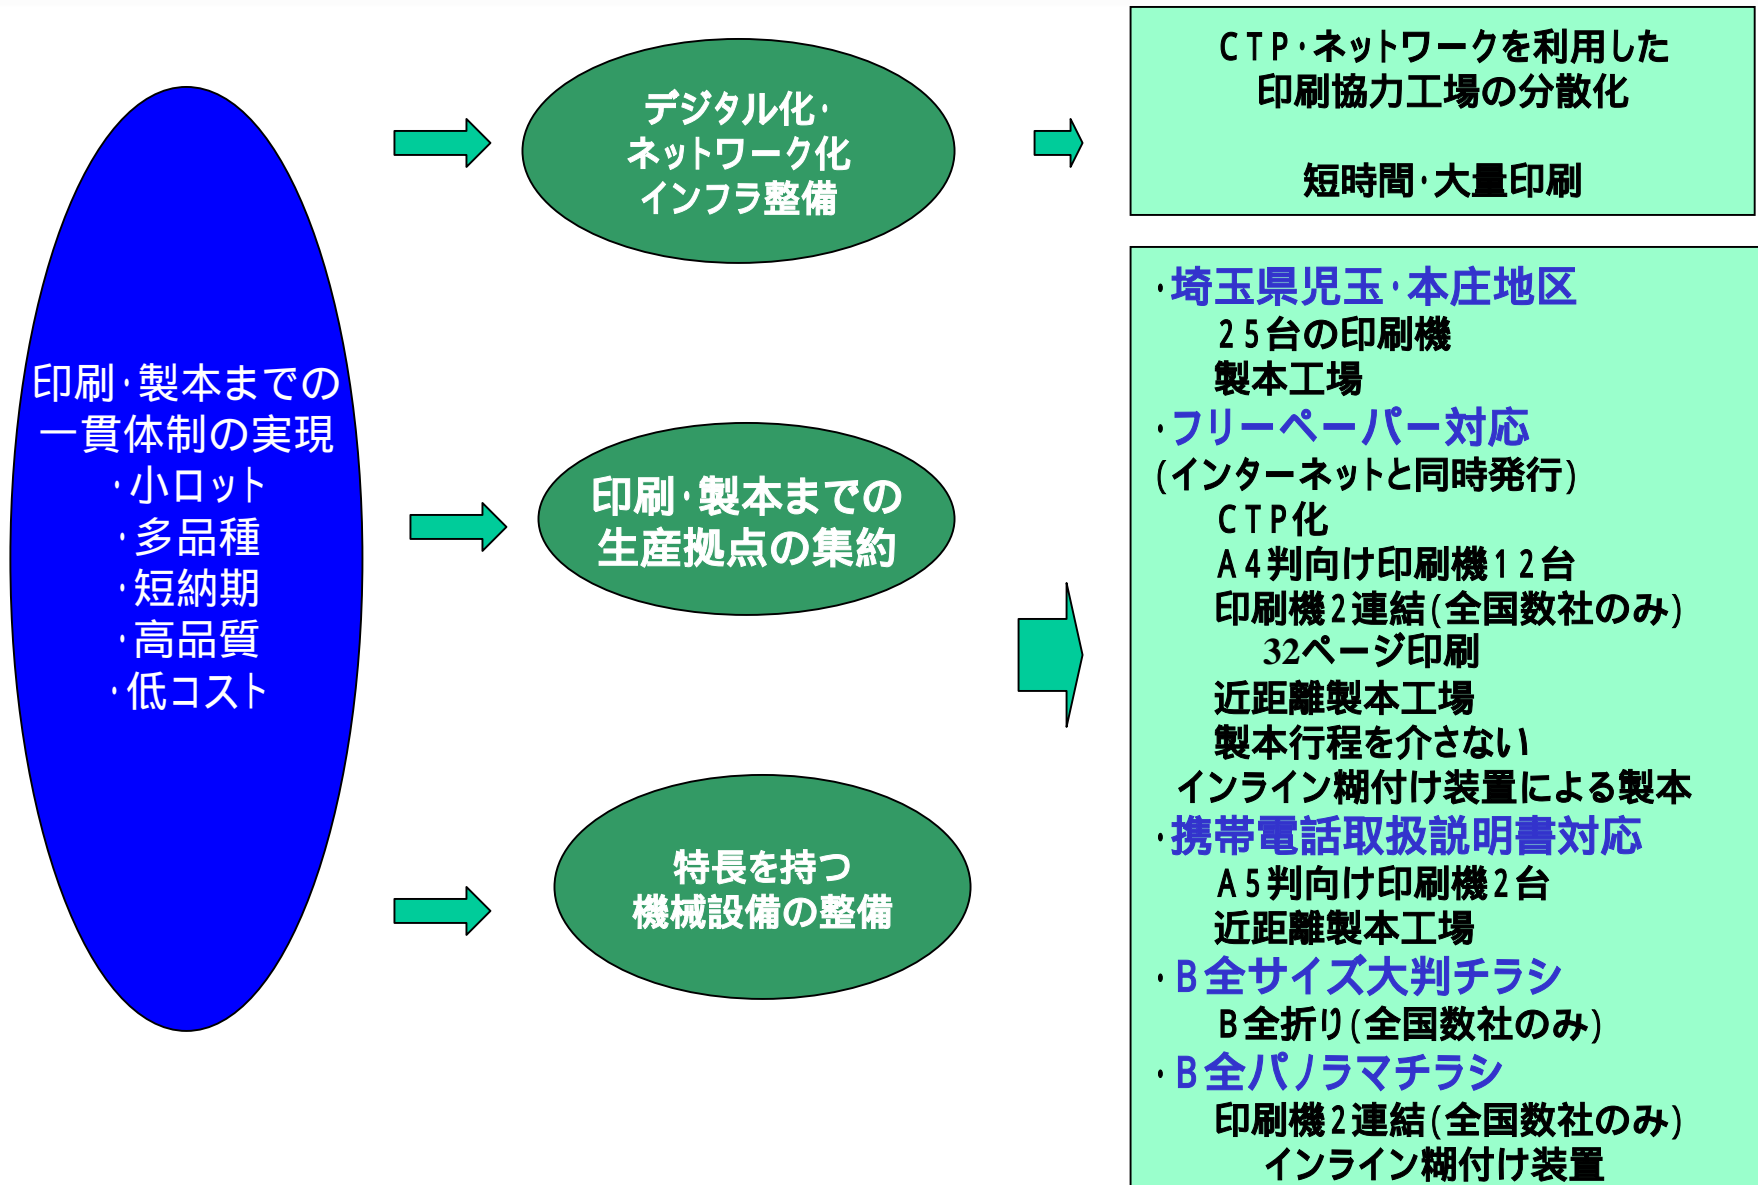 印刷・製本までの
一貫体制の実現
・小ロット
・多品種
・短納期
・高品質
・低コスト
デジタル化・
ネットワーク化
インフラ整備
印刷・製本までの
生産拠点の集約
特長を持つ
機械設備の整備
CTP・ネットワークを利用した
印刷協力工場の分散化
短時間・大量印刷
・埼玉県児玉・本庄地区
25台の印刷機
製本工場
・フリーペーパー対応
(インターネットと同時発行)
CTP化
A4判向け印刷機12台
印刷機2連結(全国数社のみ)
32ページ印刷
近距離製本工場
製本行程を介さない
インライン糊付け装置による製本
・携帯電話取扱説明書対応
A5判向け印刷機2台
近距離製本工場
・B全サイズ大判チラシ
B全折り(全国数社のみ)
・B全パノラマチラシ
印刷機2連結(全国数社のみ)
インライン糊付け装置